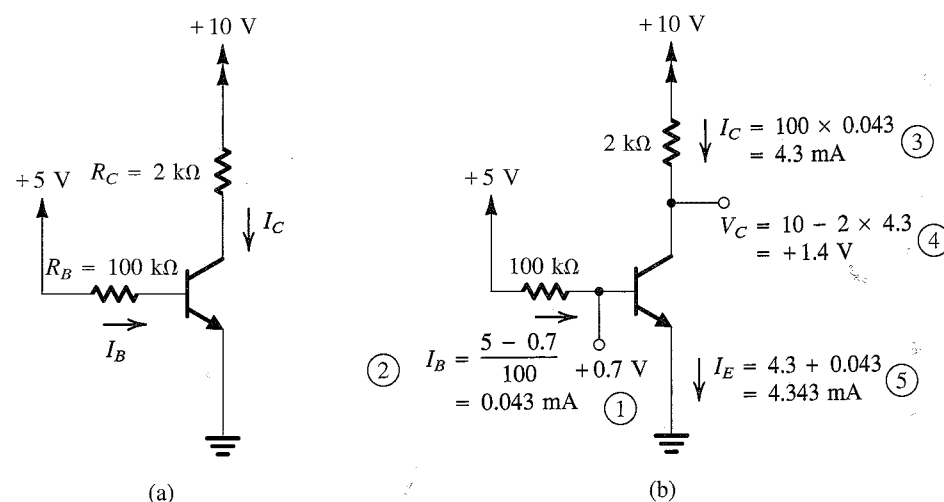 +10 V
R_C = 2 kΩ
+5 V
I_C
R_B = 100 kΩ
I_B
(a)
+10 V
2 kΩ
I_C = 100 × 0.043
= 4.3 mA
③
+5 V
V_C = 10 − 2 × 4.3
= +1.4 V
④
100 kΩ
② I_B = \frac{5 − 0.7}{100}
= 0.043 mA
+0.7 V
①
I_E = 4.3 + 0.043
= 4.343 mA
⑤
(b)